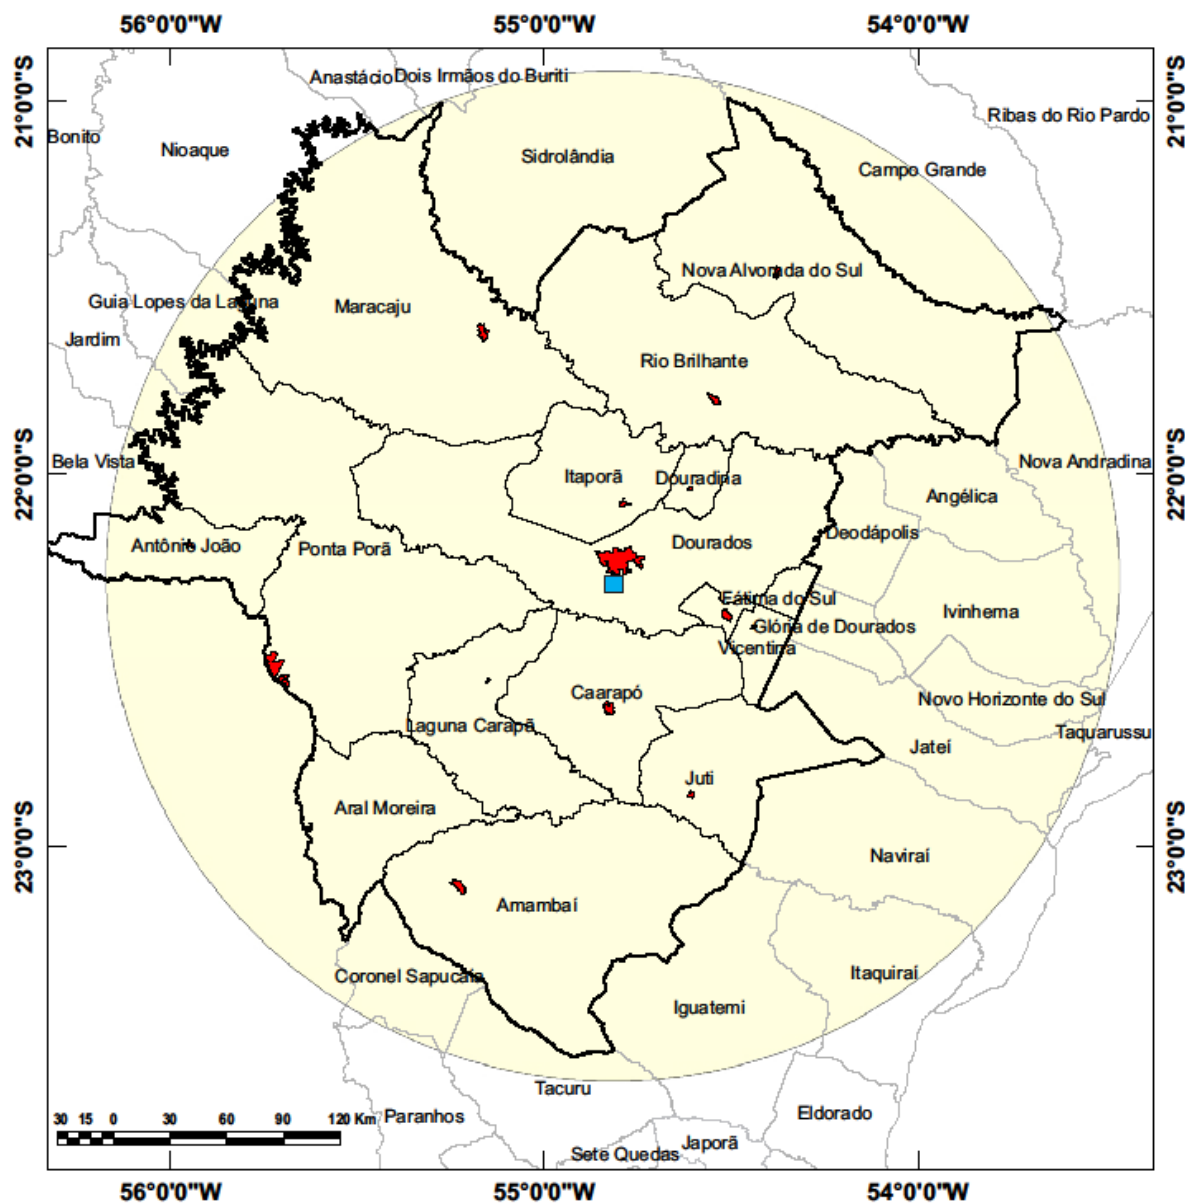 56°0'0"W 55°0'0"W 54°0'0"W
21°0'0"S
21°0'0"S
Anastácio
Dois Irmãos do Buriti
Ribas do Rio Pardo
Bonito
Nioaque
Sidrolândia
Campo Grande
Nova Alvorada do Sul
Guia Lopes da Laguna
Maracaju
Jardim
Rio Brilhante
22°0'0"S
22°0'0"S
Bela Vista
Nova Andradina
Itaporã
Douradina
Angélica
Deodápolis
Antônio João
Ponta Porã
Dourados
Fátima do Sul
Ivinhema
Glória de Dourados
Vicentina
Caarapó
Novo Horizonte do Sul
Laguna Carapã
Taquarussu
Jateí
Juti
Aral Moreira
23°0'0"S
23°0'0"S
Naviraí
Amambaí
Coronel Sapucaia
Itaquiraí
Iguatemi
Tacuru
30 15 0 30 60 90 120 Km
Paranhos
Eldorado
Japorã
Sete Quedas
56°0'0"W 55°0'0"W 54°0'0"W